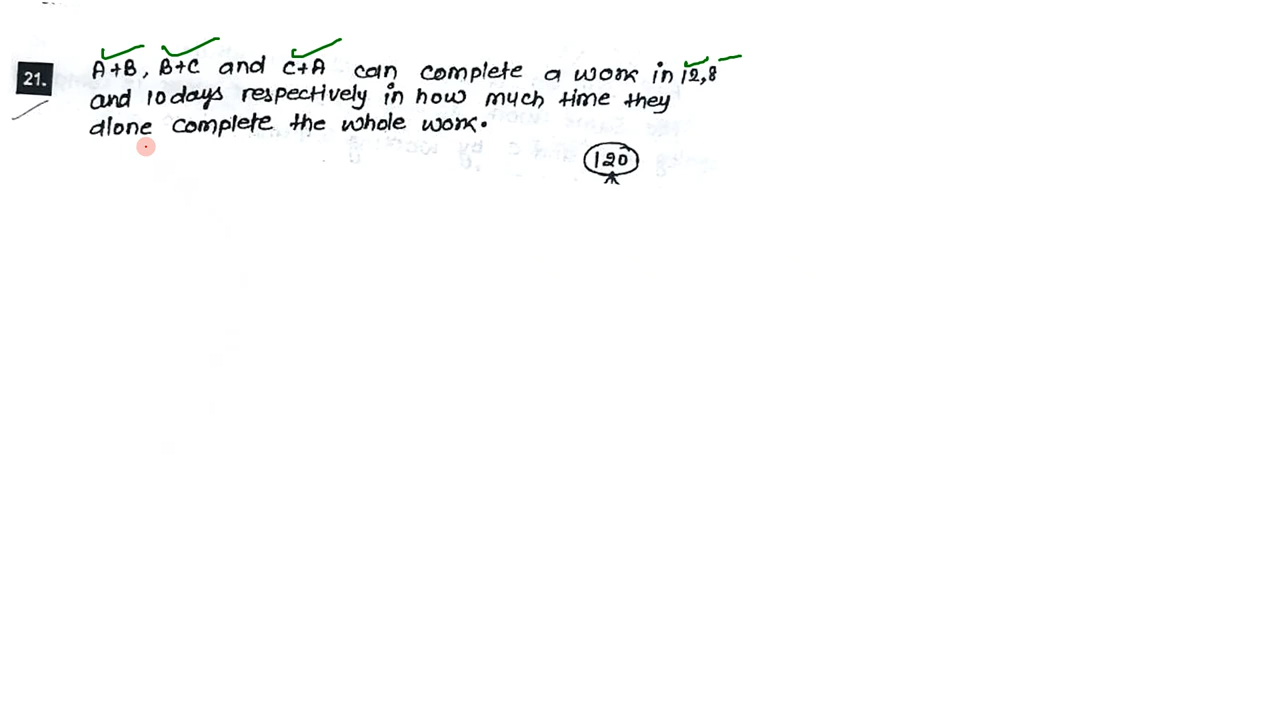 21. A+B, B+C and C+A can complete a work in 12,8
and 10 days respectively in how much time they
alone complete the whole work.
120